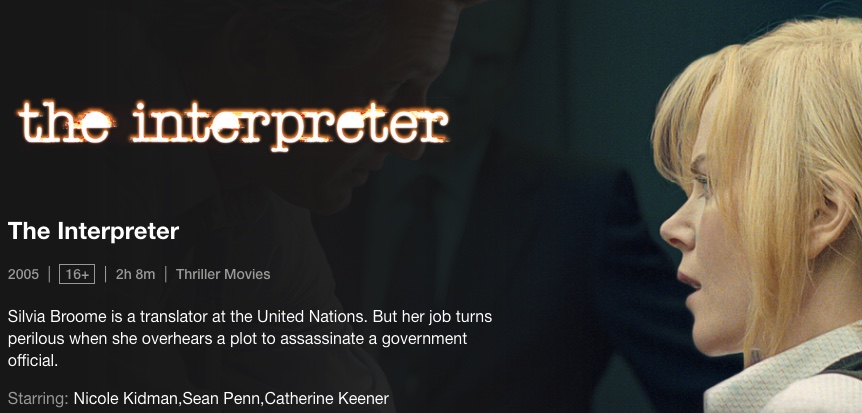 the interpreter
The Interpreter
2005 | 16+ | 2h 8m | Thriller Movies
Silvia Broome is a translator at the United Nations. But her job turns
perilous when she overhears a plot to assassinate a government
official.
Starring: Nicole Kidman,Sean Penn,Catherine Keener